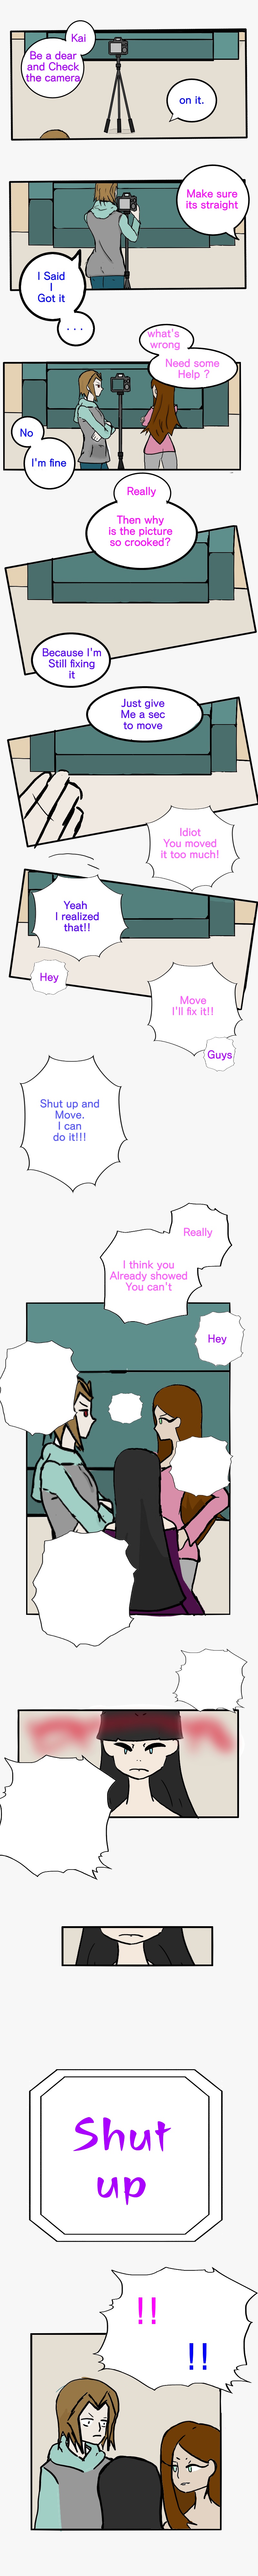 Kai
Be a dear
and Check
the camera
on it.
Make sure
its straight
I Said
I
Got it
. . .
what's
wrong
Need some
Help ?
No
I'm fine
Really
Then why
is the picture
so crooked?
Because I'm
Still fixing
it
Just give
Me a sec
to move
Idiot
You moved
it too much!
Yeah
I realized
that!!
Hey
Move
I'll fix it!!
Guys
Shut up and
Move.
I can
do it!!!
Really
I think you
Already showed
You can't
Hey
Shut
up
!!
!!